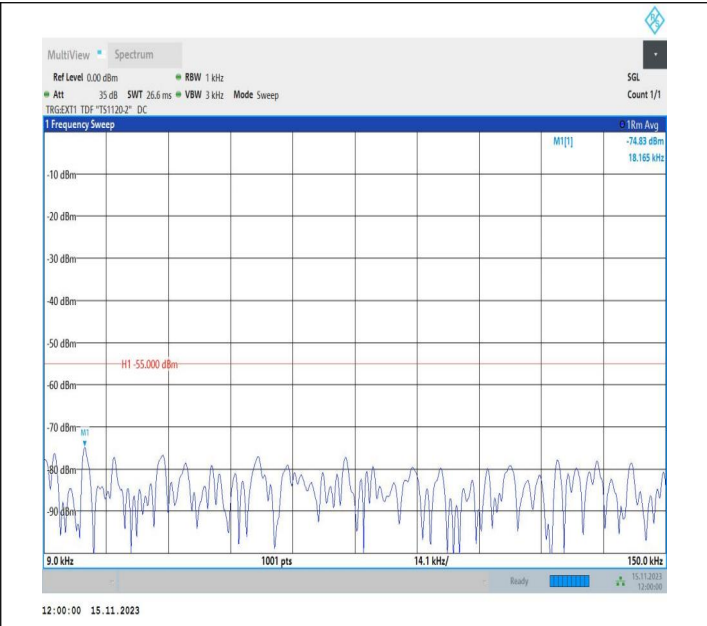 R&S
MultiView Spectrum
Ref Level 0.00 dBm RBW 1 kHz SGL
Att 35 dB SWT 26.6 ms VBW 3 kHz Mode Sweep Count 1/1
TRG:EXT1 TDF "TS1120-2" DC
1 Frequency Sweep 1Rm Avg
M1[1] -74.83 dBm
18.165 kHz
-10 dBm
-20 dBm
-30 dBm
-40 dBm
-50 dBm
H1 -55.000 dBm
-60 dBm
-70 dBm
M1
-80 dBm
-90 dBm
9.0 kHz 1001 pts 14.1 kHz/ 150.0 kHz
Ready 15.11.2023
12:00:00
12:00:00 15.11.2023